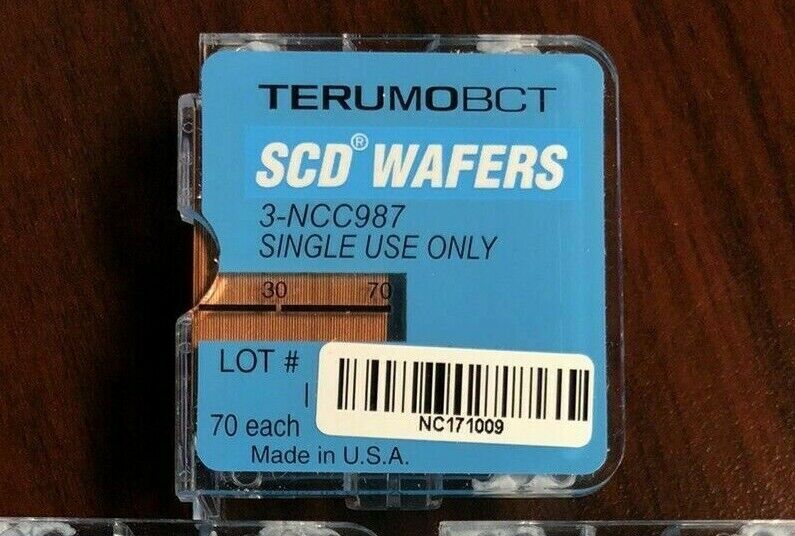 TERUMOBCT
SCD® WAFERS
3-NCC987
SINGLE USE ONLY
30 70
LOT #
NC171009
70 each
Made in U.S.A.